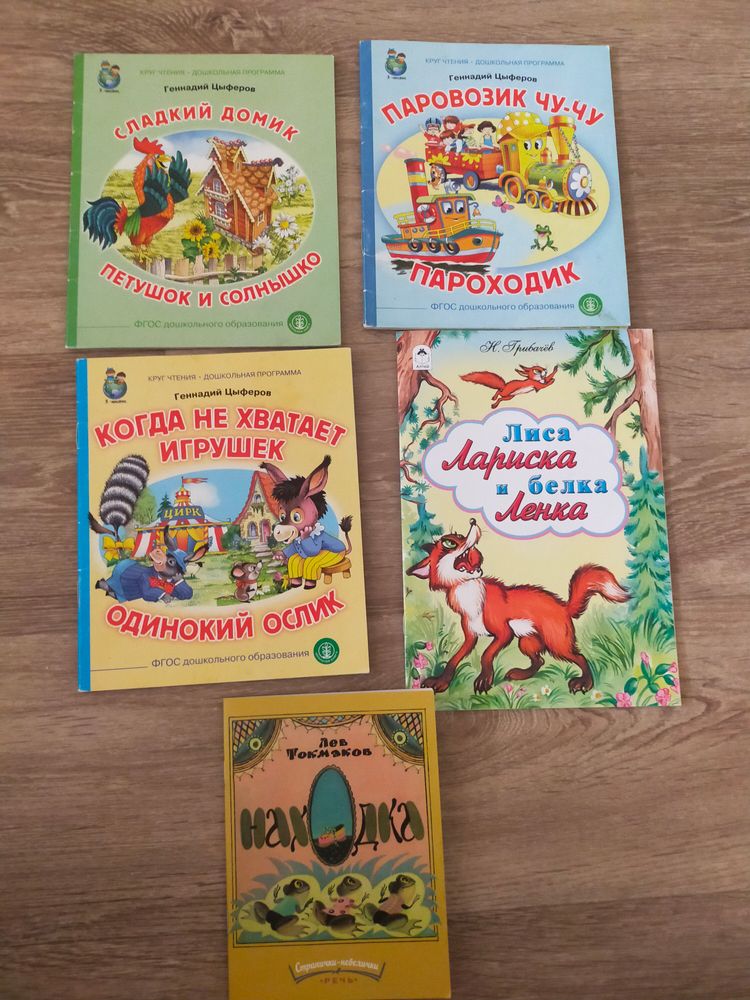 КРУГ ЧТЕНИЯ • ДОШКОЛЬНАЯ ПРОГРАММА
Геннадий Цыферов
СЛАДКИЙ ДОМИК
ПЕТУШОК И СОЛНЫШКО
ФГОС дошкольного образования
КРУГ ЧТЕНИЯ • ДОШКОЛЬНАЯ ПРОГРАММА
Геннадий Цыферов
ПАРОВОЗИК ЧУ-ЧУ
ПАРОХОДИК
ФГОС дошкольного образования
КРУГ ЧТЕНИЯ • ДОШКОЛЬНАЯ ПРОГРАММА
Геннадий Цыферов
КОГДА НЕ ХВАТАЕТ
ИГРУШЕК
ЦИРК
ОДИНОКИЙ ОСЛИК
ФГОС дошкольного образования
Алтей
Н. Грибачёв
Лиса
Лариска
и белка
Ленка
Лев
Токмаков
НАХОДКА
Странички-невелички
•РЕЧЬ•